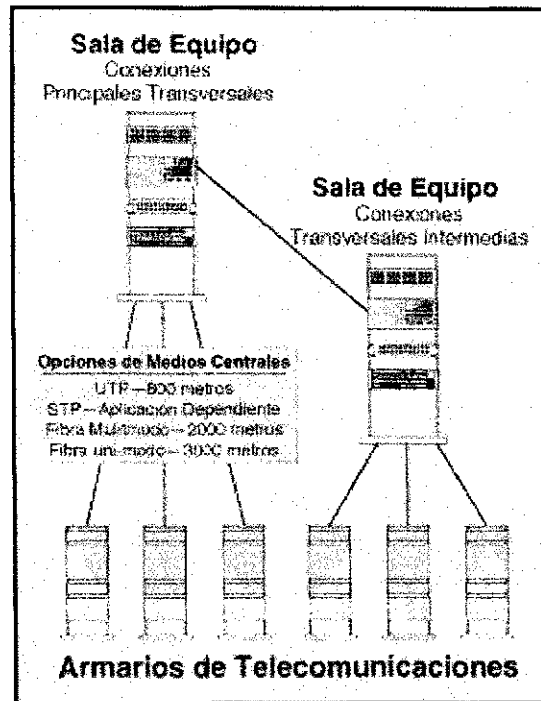 Sala de Equipo
Conexiones
Principales Transversales
Sala de Equipo
Conexiones
Transversales Intermedias
Opciones de Medios Centrales
UTP—800 metros
STP—Aplicación Dependiente
Fibra Multimodo—2000 metros
Fibra uni-modo—3000 metros
Armarios de Telecomunicaciones